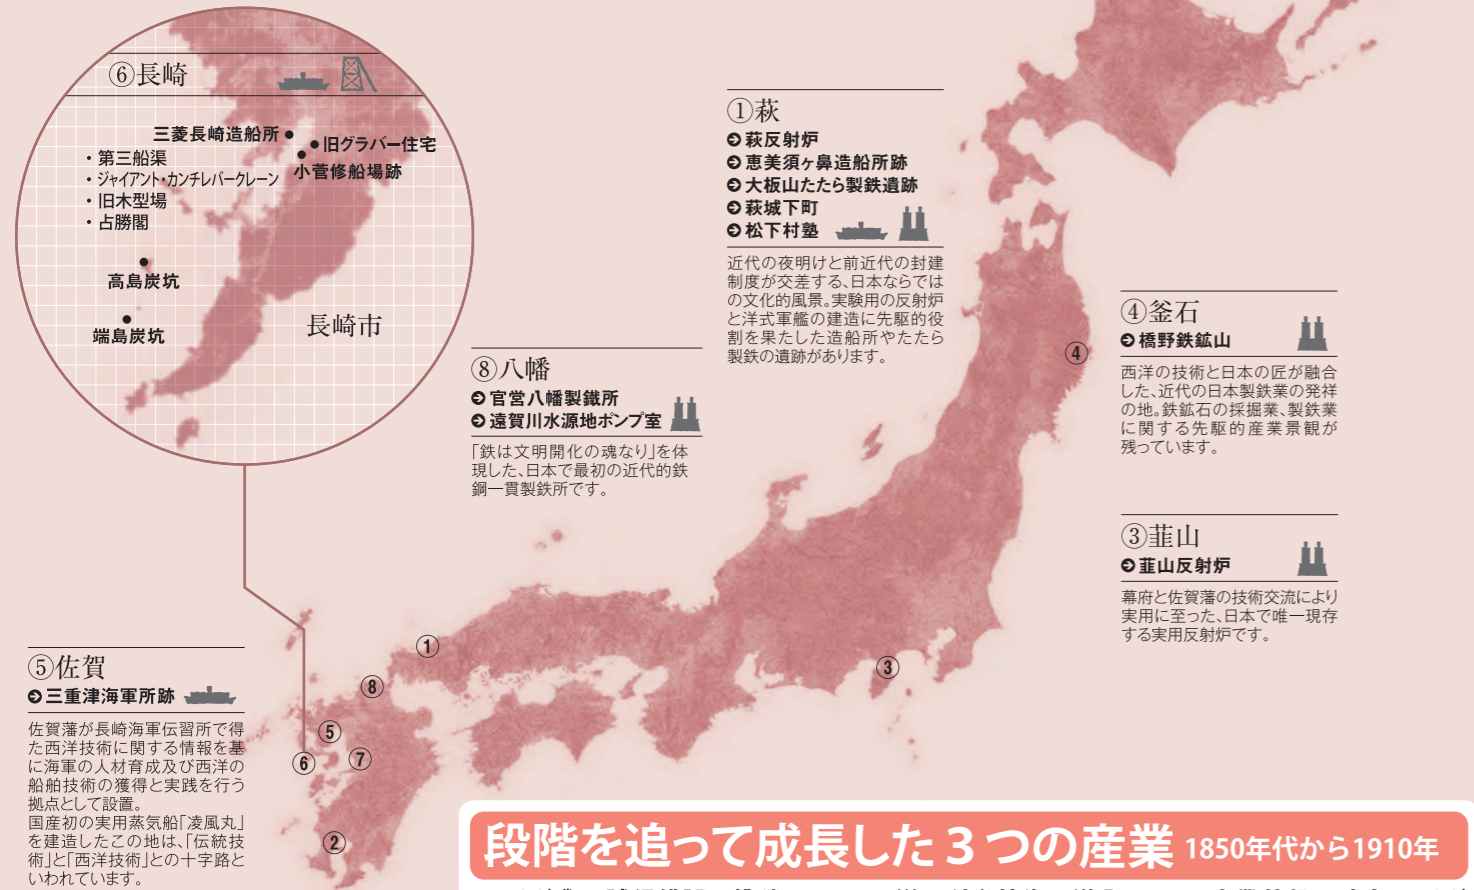 ⑥長崎
三菱長崎造船所
・第三船渠
・ジャイアント・カンチレバークレーン
・旧木型場
・占勝閣
旧グラバー住宅
小菅修船場跡
高島炭坑
端島炭坑
長崎市
①萩
萩反射炉
恵美須ヶ鼻造船所跡
大板山たたら製鉄遺跡
萩城下町
松下村塾
近代の夜明けと前近代の封建
制度が交差する、日本ならでは
の文化的風景。実験用の反射炉
と洋式軍艦の建造に先駆的役
割を果たした造船所やたたら
製鉄の遺跡があります。
⑧八幡
官営八幡製鐵所
遠賀川水源地ポンプ室
「鉄は文明開化の魂なり」を体
現した、日本で最初の近代的鉄
鋼一貫製鉄所です。
④釜石
橋野鉄鉱山
西洋の技術と日本の匠が融合
した、近代の日本製鉄業の発祥
の地。鉄鉱石の採掘業、製鉄業
に関する先駆的産業景観が
残っています。
③韮山
韮山反射炉
幕府と佐賀藩の技術交流により
実用に至った、日本で唯一現存
する実用反射炉です。
⑤佐賀
三重津海軍所跡
佐賀藩が長崎海軍伝習所で得
た西洋技術に関する情報を基
に海軍の人材育成及び西洋の
船舶技術の獲得と実践を行う
拠点として設置。
国産初の実用蒸気船「凌風丸」
を建造したこの地は、「伝統技
術」と「西洋技術」との十字路と
いわれています。
④
①
③
⑧
⑤
⑥
⑦
②
段階を追って成長した3つの産業 1850年代から1910年